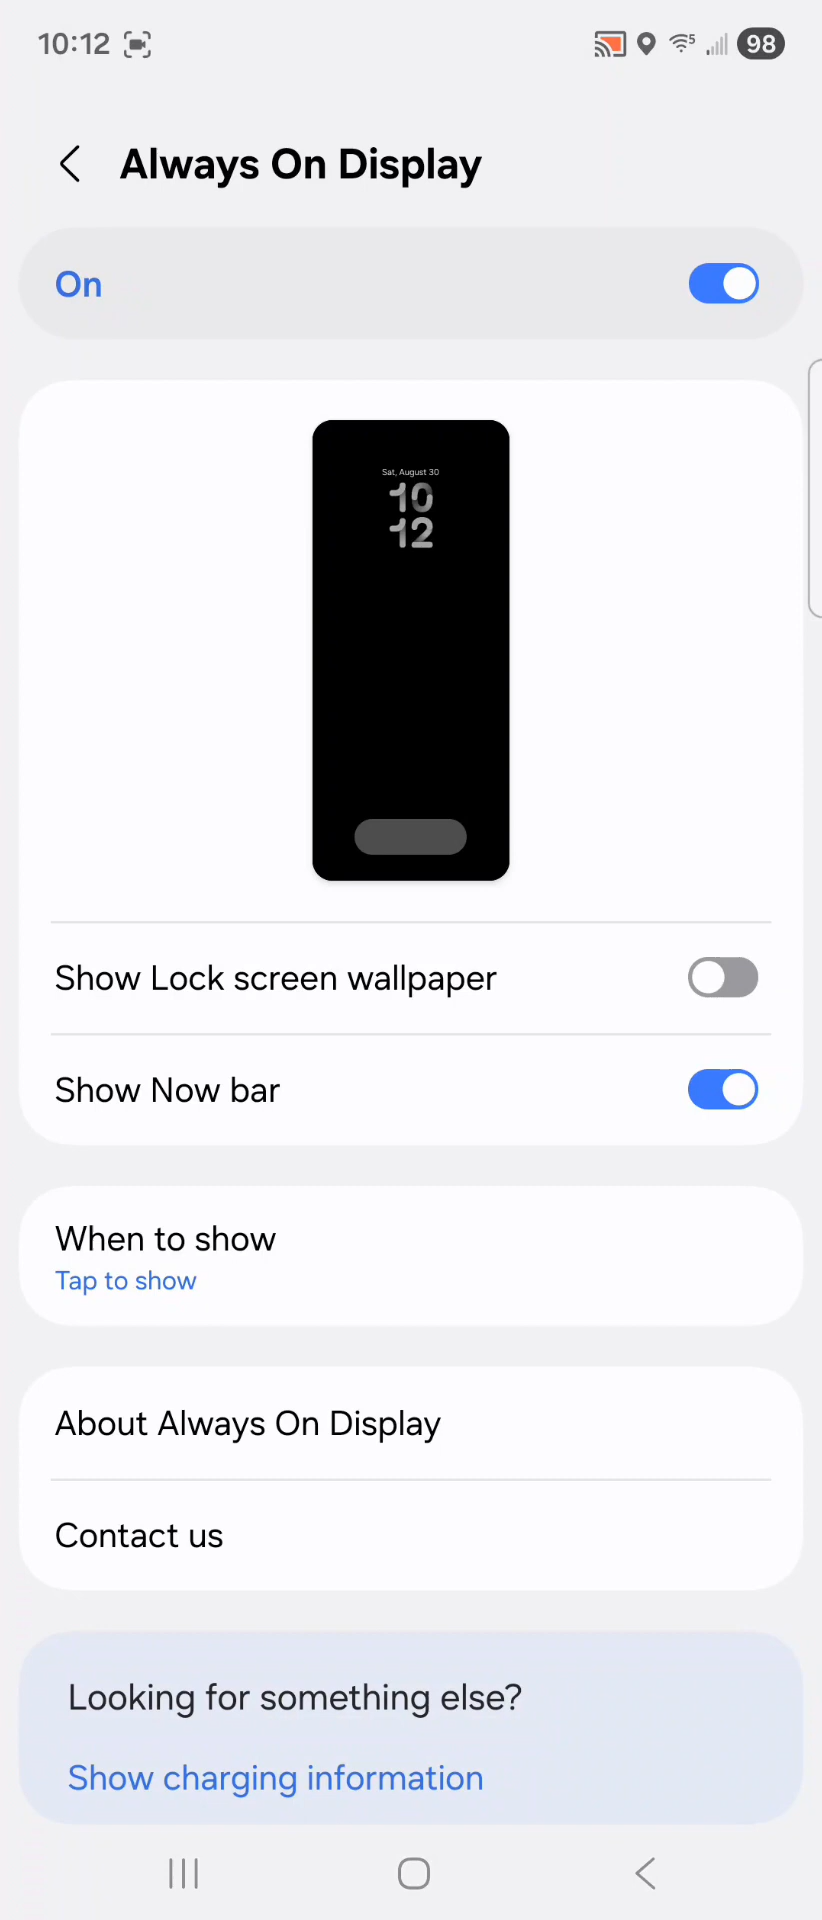 10:12
5
98
Always On Display
On
Sat, August 30
10
12
Show Lock screen wallpaper
Show Now bar
When to show
Tap to show
About Always On Display
Contact us
Looking for something else?
Show charging information